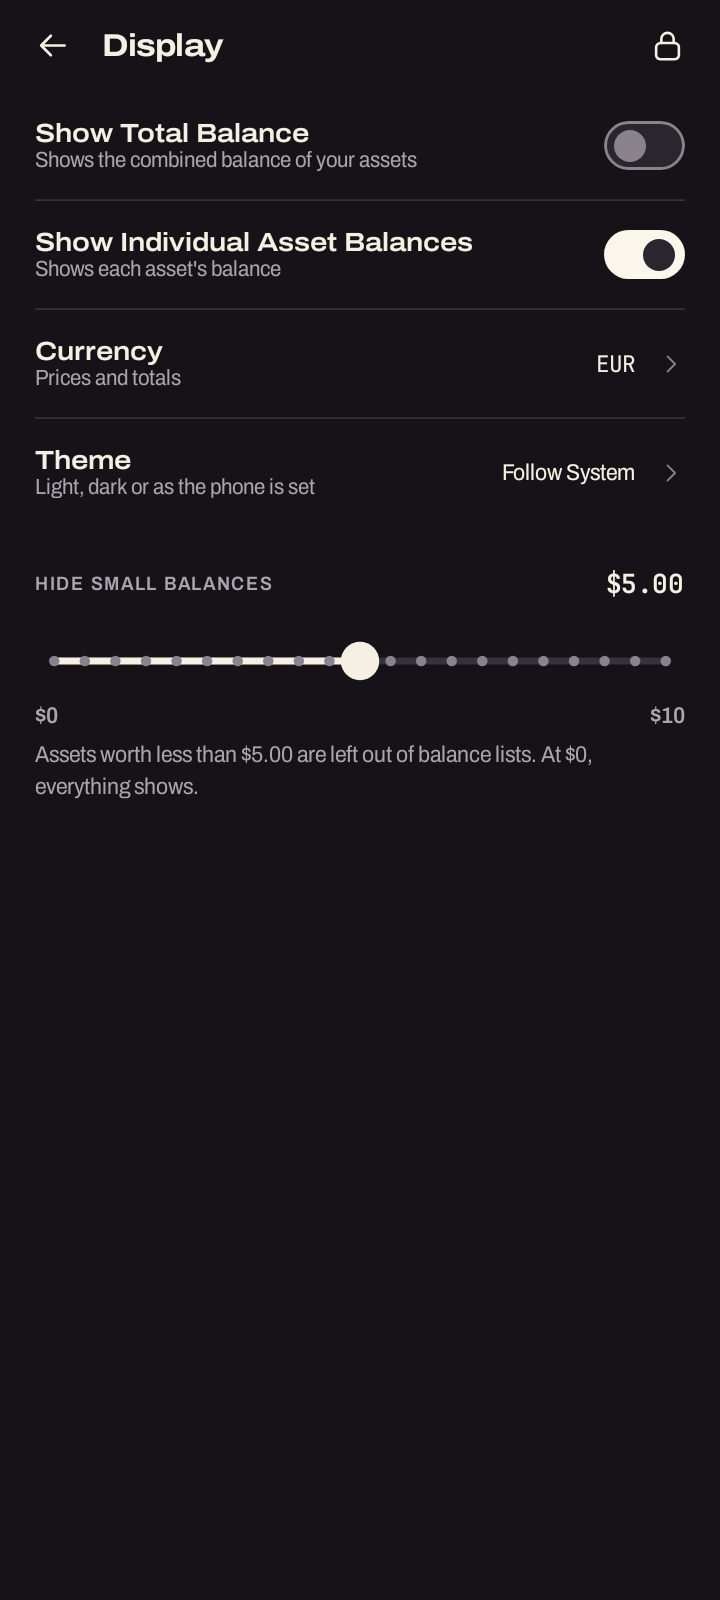 Display
Show Total Balance
Shows the combined balance of your assets
Show Individual Asset Balances
Shows each asset's balance
Currency
Prices and totals
EUR
Theme
Light, dark or as the phone is set
Follow System
HIDE SMALL BALANCES
$5.00
$0
$10
Assets worth less than $5.00 are left out of balance lists. At $0,
everything shows.